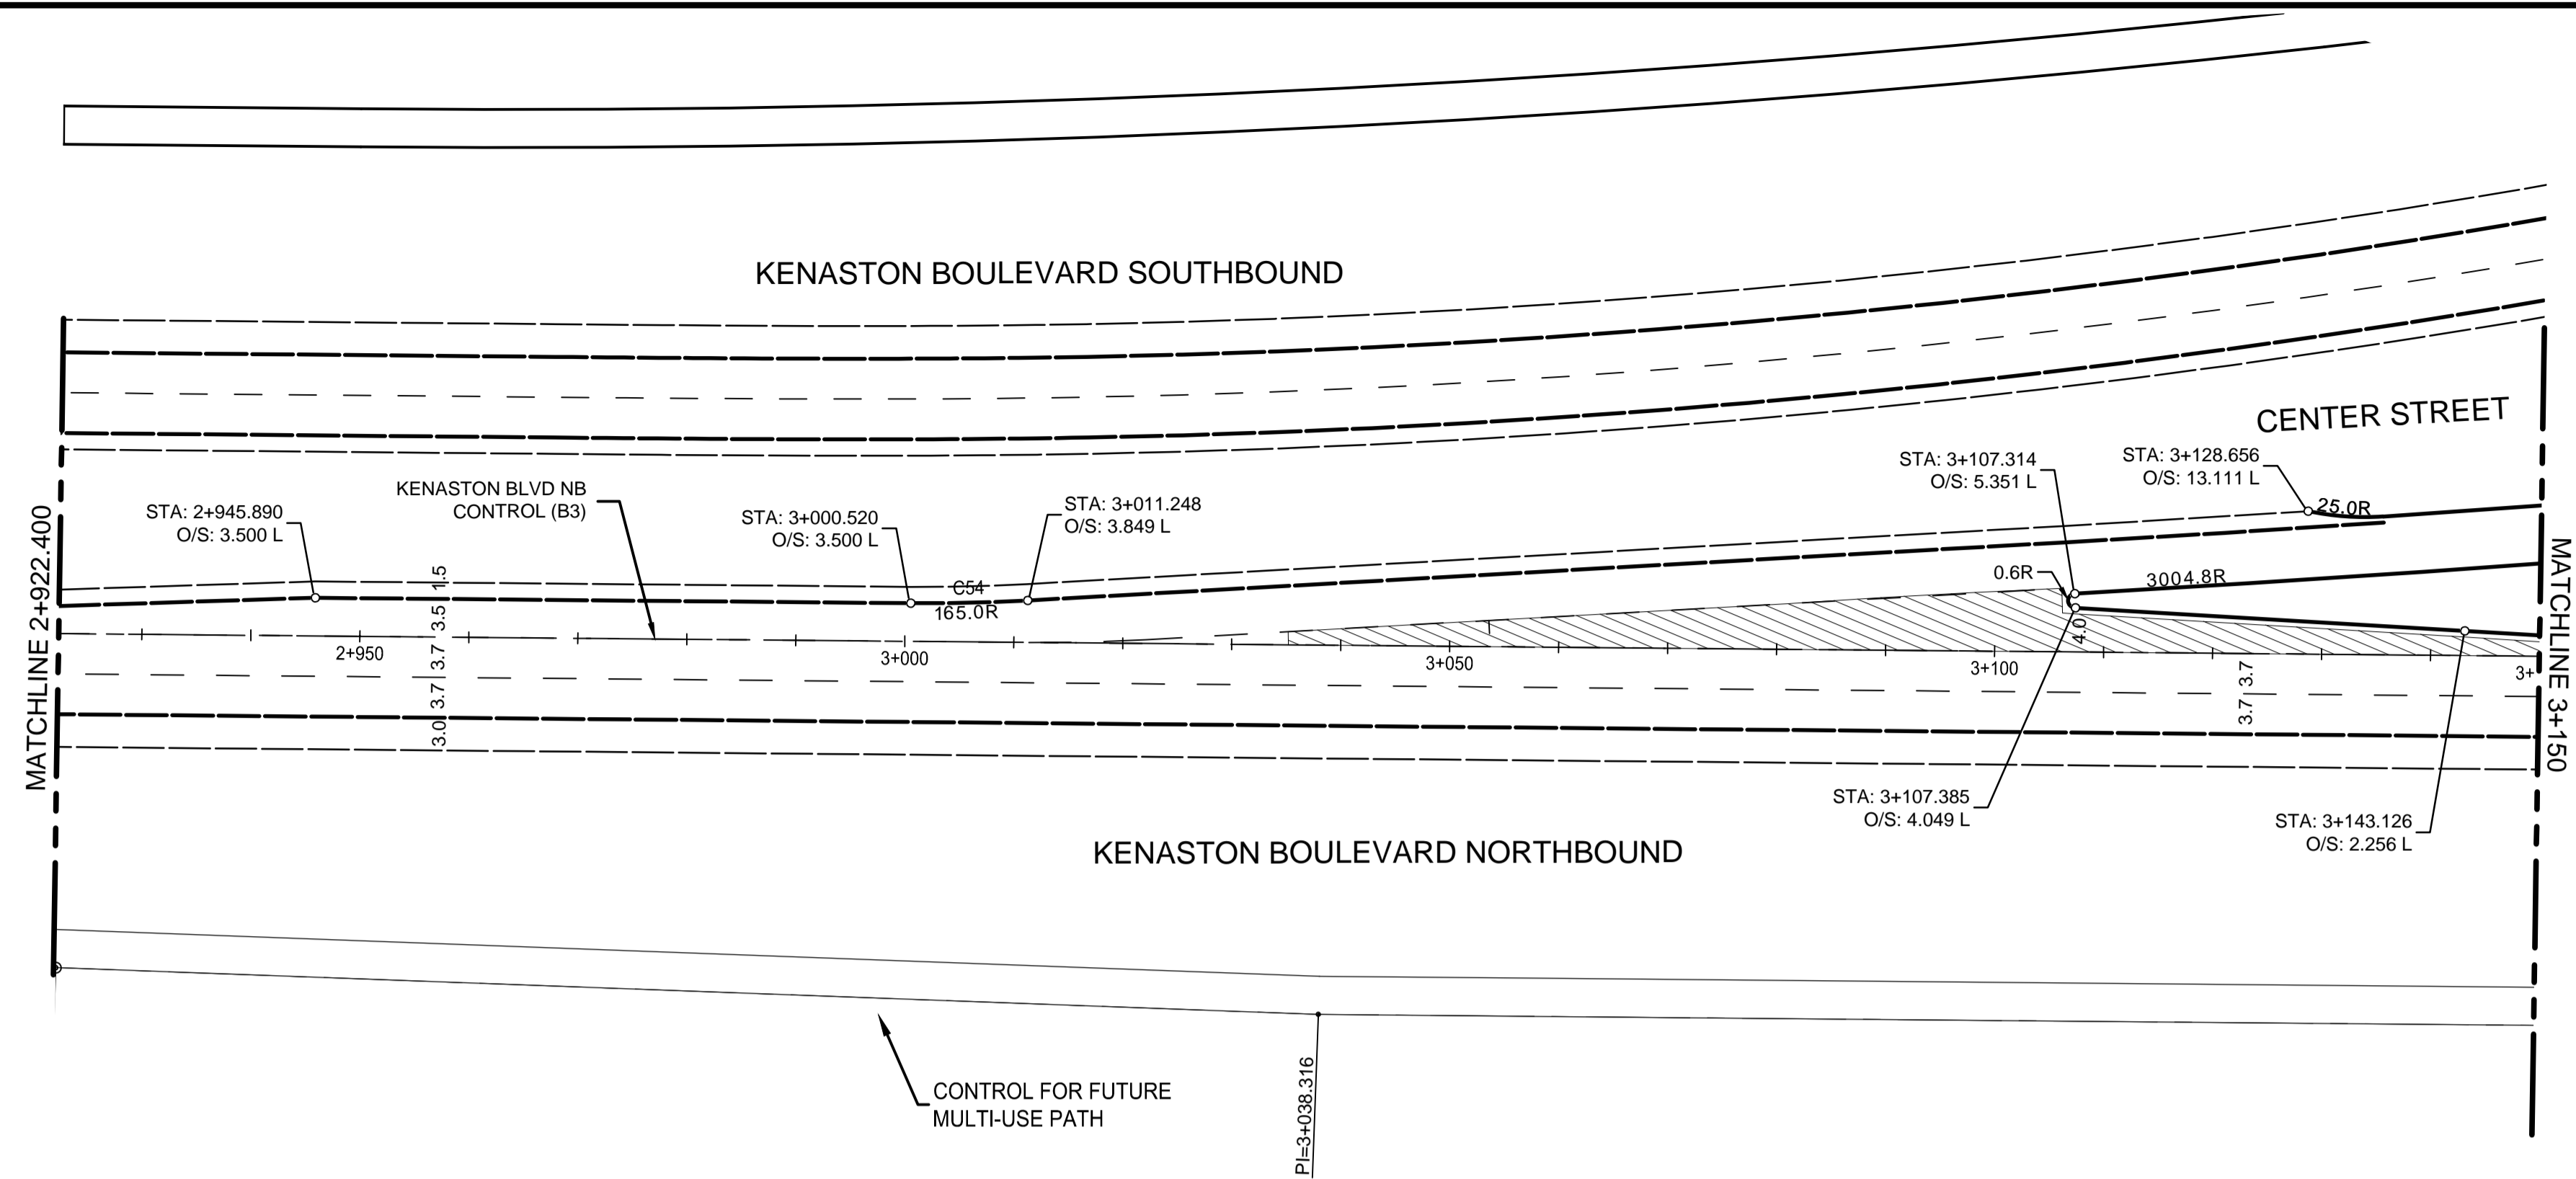 KENASTON BOULEVARD SOUTHBOUND
CENTER STREET
STA: 3+107.314
O/S: 5.351 L
STA: 3+128.656
O/S: 13.111 L
25.0R
KENASTON BLVD NB
CONTROL (B3)
STA: 2+945.890
O/S: 3.500 L
STA: 3+000.520
O/S: 3.500 L
STA: 3+011.248
O/S: 3.849 L
C54
165.0R
0.6R
3004.8R
4.0
1.5
3.5
3.7
3.7
3.0
2+950
3+000
3+050
3+100
3+
3.7
3.7
MATCHLINE 2+922.400
MATCHLINE 3+150
STA: 3+107.385
O/S: 4.049 L
STA: 3+143.126
O/S: 2.256 L
KENASTON BOULEVARD NORTHBOUND
CONTROL FOR FUTURE
MULTI-USE PATH
PI=3+038.316